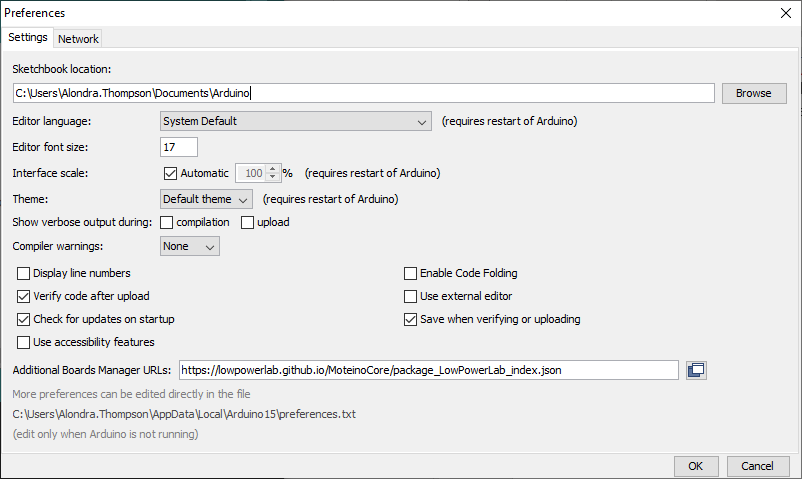 Preferences
Settings Network
Sketchbook location:
C:\Users\Alondra.Thompson\Documents\Arduino Browse
Editor language: System Default (requires restart of Arduino)
Editor font size: 17
Interface scale: Automatic 100 % (requires restart of Arduino)
Theme: Default theme (requires restart of Arduino)
Show verbose output during: compilation upload
Compiler warnings: None
Display line numbers Enable Code Folding
Verify code after upload Use external editor
Check for updates on startup Save when verifying or uploading
Use accessibility features
Additional Boards Manager URLs: https://lowpowerlab.github.io/MoteinoCore/package_LowPowerLab_index.json
More preferences can be edited directly in the file
C:\Users\Alondra.Thompson\AppData\Local\Arduino15\preferences.txt
(edit only when Arduino is not running)
OK Cancel